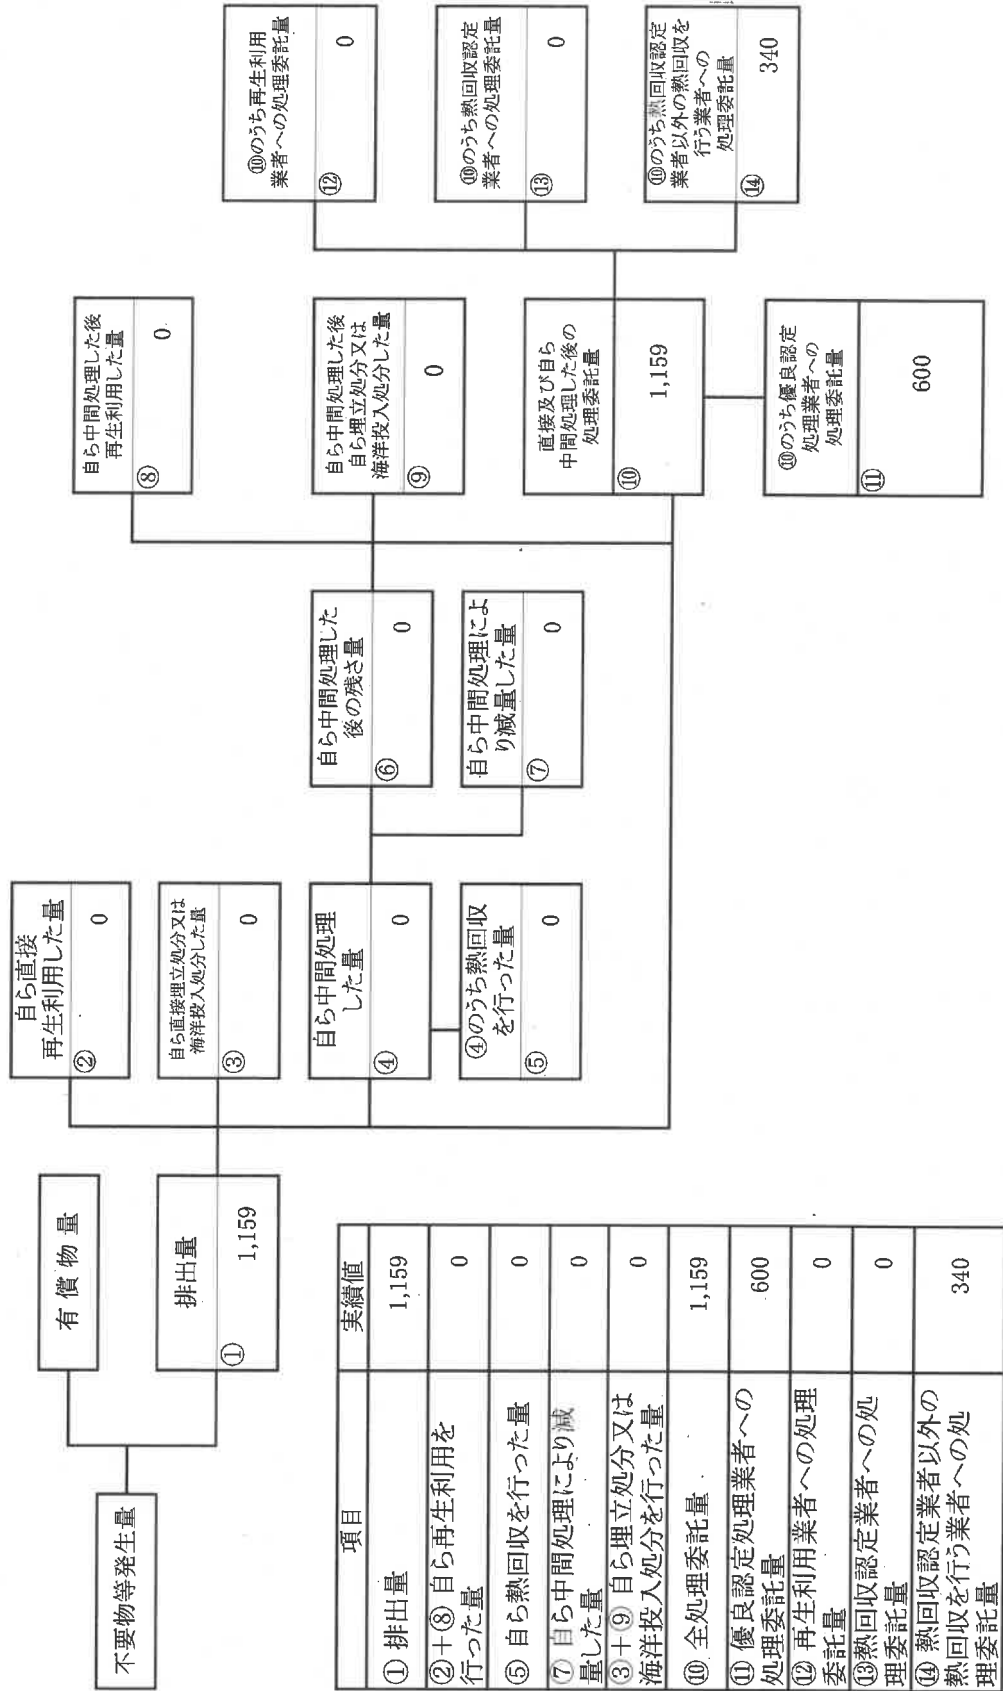 不要物等発生量
有償物量
排出量
①
1,159
自ら直接
再生利用した量
②
0
自ら直接埋立処分又は
海洋投入処分した量
③
0
自ら中間処理
した量
④
0
④のうち熱回収
を行った量
⑤
0
自ら中間処理した
後の残さ量
⑥
0
自ら中間処理によ
り減量した量
⑦
0
自ら中間処理した後
再生利用した量
⑧
0
自ら中間処理した後
自ら埋立処分又は
海洋投入処分した量
⑨
0
直接及び自ら
中間処理した後の
処理委託量
⑩
1,159
⑩のうち優良認定
処理業者への
処理委託量
⑪
600
⑩のうち再生利用
業者への処理委託量
⑫
0
⑩のうち熱回収認定
業者への処理委託量
⑬
0
⑩のうち熱回収認定
業者以外の熱回収を
行う業者への
処理委託量
⑭
340
項目 実績値
① 排出量 1,159
②+⑧ 自ら再生利用を
行った量 0
⑤ 自ら熱回収を行った量 0
⑦ 自ら中間処理により減
量した量 0
③+⑨ 自ら埋立処分又は
海洋投入処分を行った量 0
⑩ 全処理委託量 1,159
⑪ 優良認定処理業者への
処理委託量 600
⑫ 再生利用業者への処理
委託量 0
⑬熱回収認定業者への処
理委託量 0
⑭ 熱回収認定業者以外の
熱回収を行う業者への処
理委託量 340